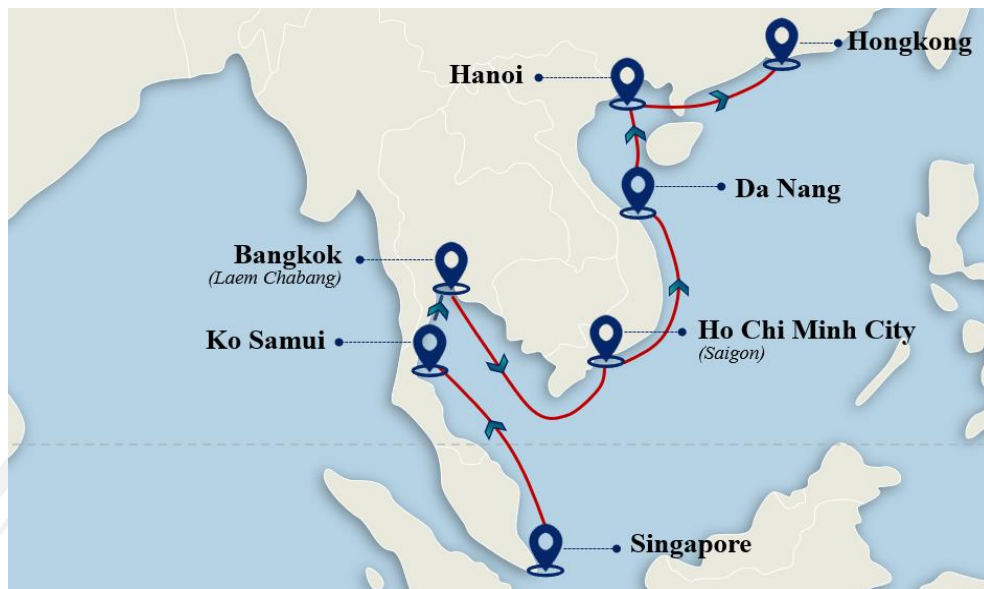 Hongkong
Hanoi
Da Nang
Bangkok
(Laem Chabang)
Ko Samui
Ho Chi Minh City
(Saigon)
Singapore